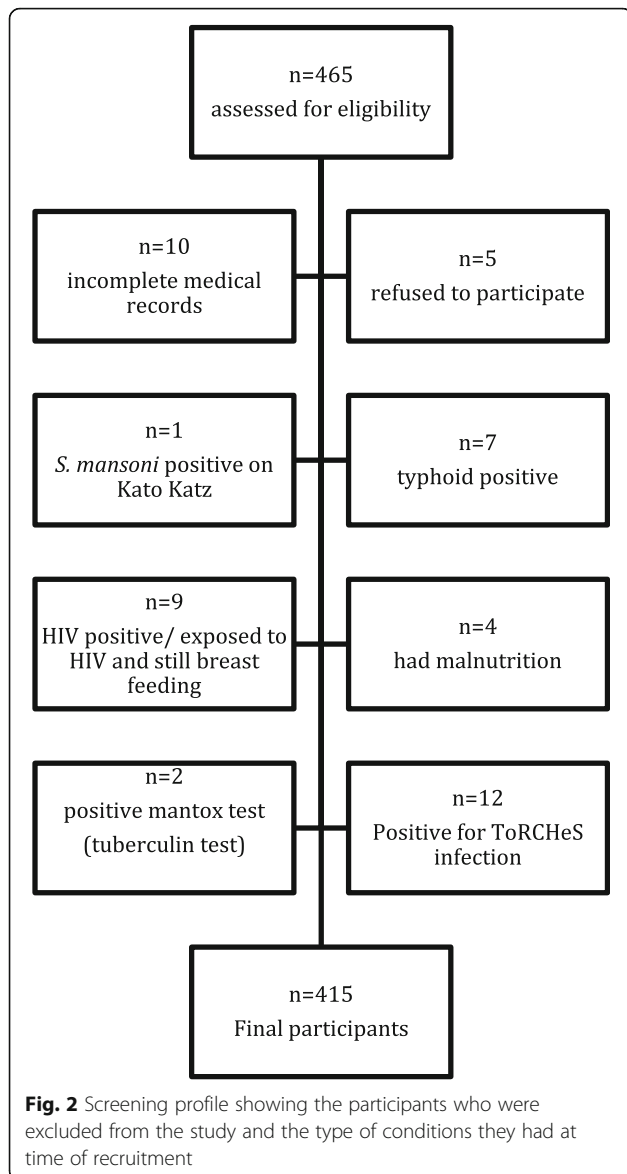 n=465
assessed for eligibility
n=10
incomplete medical
records
n=5
refused to participate
n=1
S. mansoni positive on
Kato Katz
n=7
typhoid positive
n=9
HIV positive/ exposed to
HIV and still breast
feeding
n=4
had malnutrition
n=2
positive mantox test
(tuberculin test)
n=12
Positive for ToRCHeS
infection
n=415
Final participants
Fig. 2 Screening profile showing the participants who were
excluded from the study and the type of conditions they had at
time of recruitment